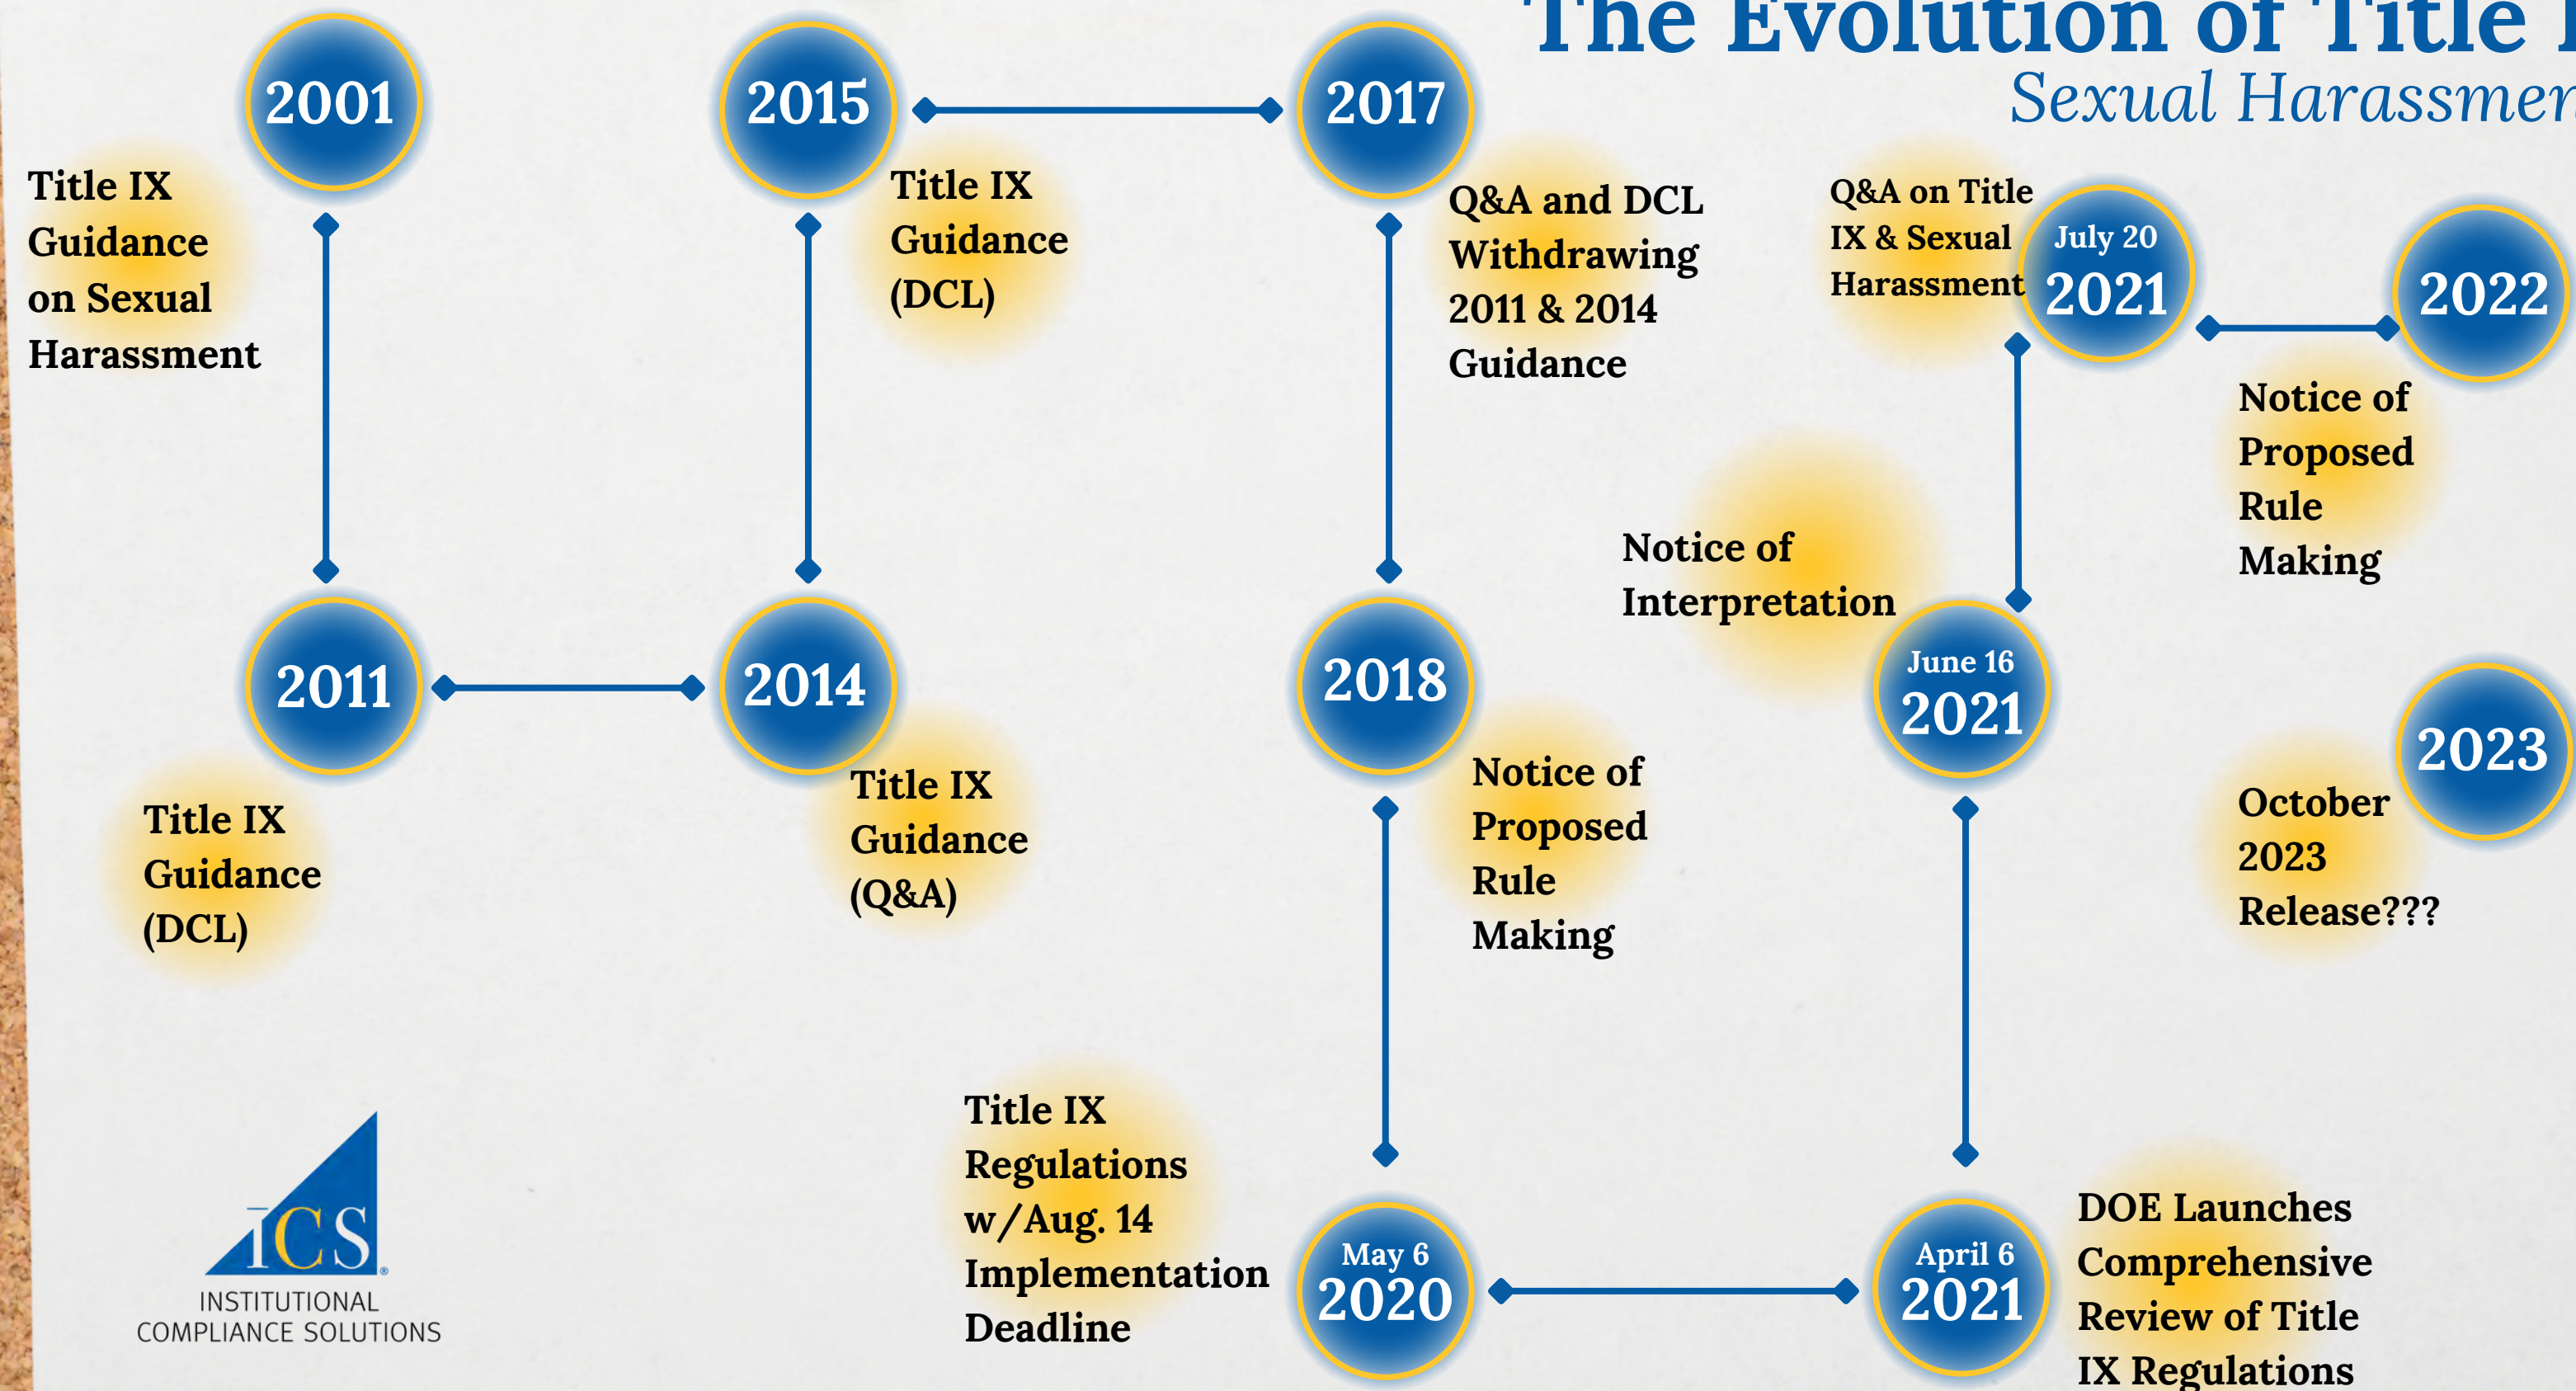 The Evolution of Title
Sexual Harassmen
2001
Title IX
Guidance
on Sexual
Harassment
2011
Title IX
Guidance
(DCL)
2014
Title IX
Guidance
(Q&A)
2015
Title IX
Guidance
(DCL)
2017
Q&A and DCL
Withdrawing
2011 & 2014
Guidance
2018
Notice of
Proposed
Rule
Making
May 6
2020
Title IX
Regulations
w/Aug. 14
Implementation
Deadline
April 6
2021
DOE Launches
Comprehensive
Review of Title
IX Regulations
June 16
2021
Notice of
Interpretation
July 20
2021
Q&A on Title
IX & Sexual
Harassment
2022
Notice of
Proposed
Rule
Making
2023
October
2023
Release???
ICS®
INSTITUTIONAL
COMPLIANCE SOLUTIONS